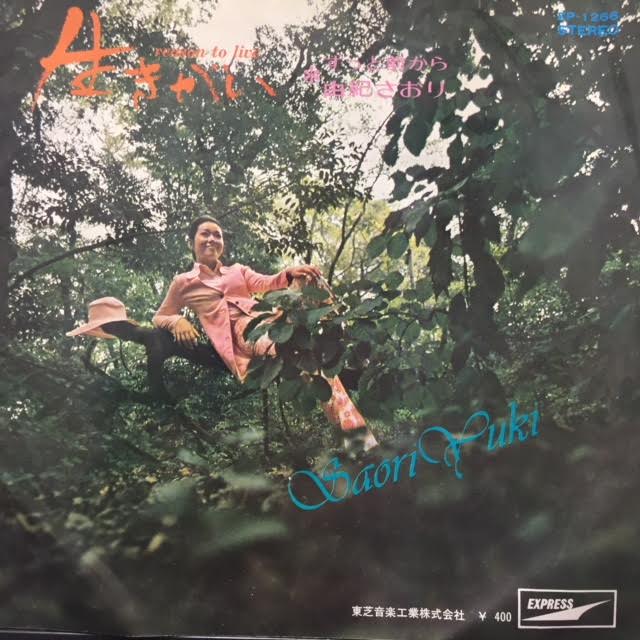 生きがい
reason to live
ずっと前から
由紀さおり
EP-1266
STEREO
Saori Yuki
東芝音楽工業株式会社 ¥ 400
EXPRESS